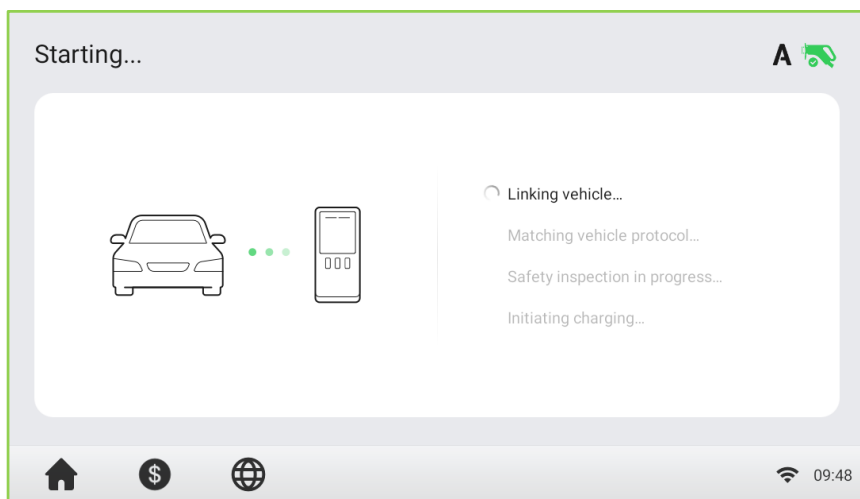 Starting...
A
Linking vehicle...
Matching vehicle protocol...
Safety inspection in progress...
Initiating charging...
$
09:48